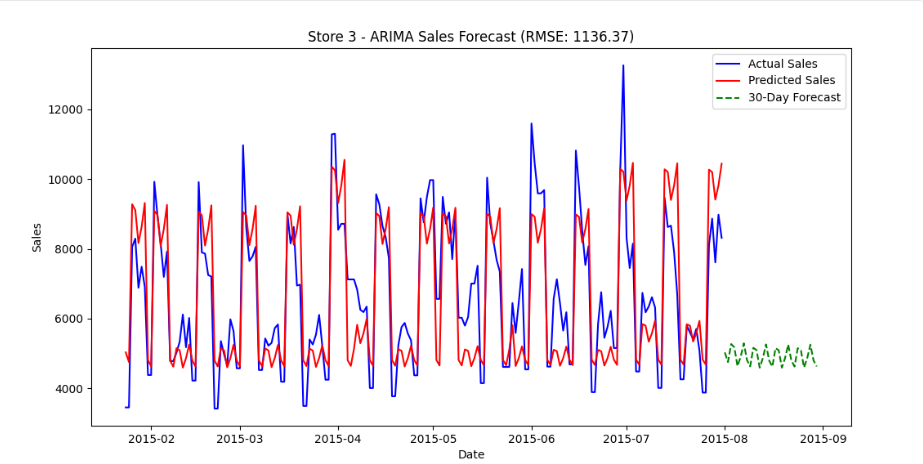 Store 3 - ARIMA Sales Forecast (RMSE: 1136.37)
Actual Sales
Predicted Sales
30-Day Forecast
12000
10000
8000
6000
4000
Sales
2015-02 2015-03 2015-04 2015-05 2015-06 2015-07 2015-08 2015-09
Date